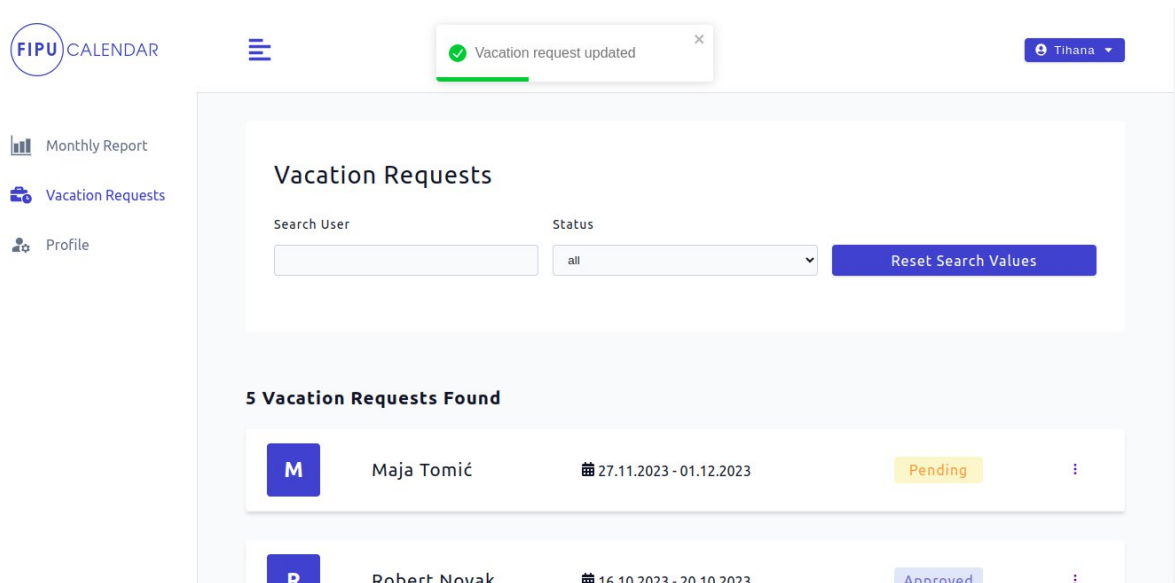 FIPU CALENDAR
Vacation request updated
Tihana
Monthly Report
Vacation Requests
Profile
Vacation Requests
Search User
Status
all
Reset Search Values
5 Vacation Requests Found
M
Maja Tomić
27.11.2023 - 01.12.2023
Pending
R
Robert Novak
16.10.2023 - 20.10.2023
Approved